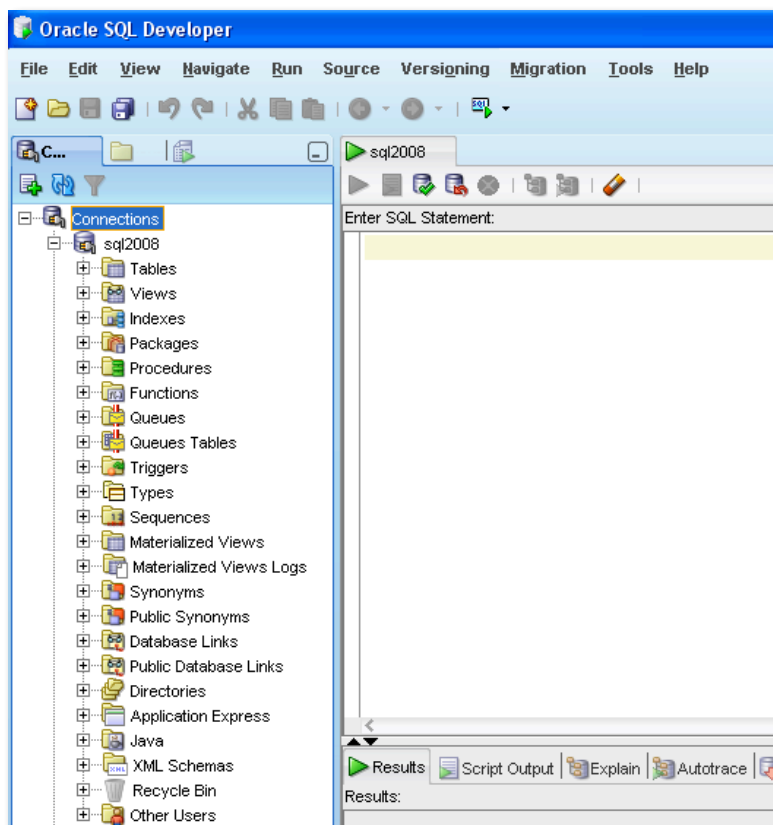 Oracle SQL Developer
File Edit View Navigate Run Source Versioning Migration Tools Help
C...
sql2008
Enter SQL Statement:
Connections
sql2008
Tables
Views
Indexes
Packages
Procedures
Functions
Queues
Queues Tables
Triggers
Types
Sequences
Materialized Views
Materialized Views Logs
Synonyms
Public Synonyms
Database Links
Public Database Links
Directories
Application Express
Java
XML Schemas
Recycle Bin
Other Users
Results Script Output Explain Autotrace
Results: